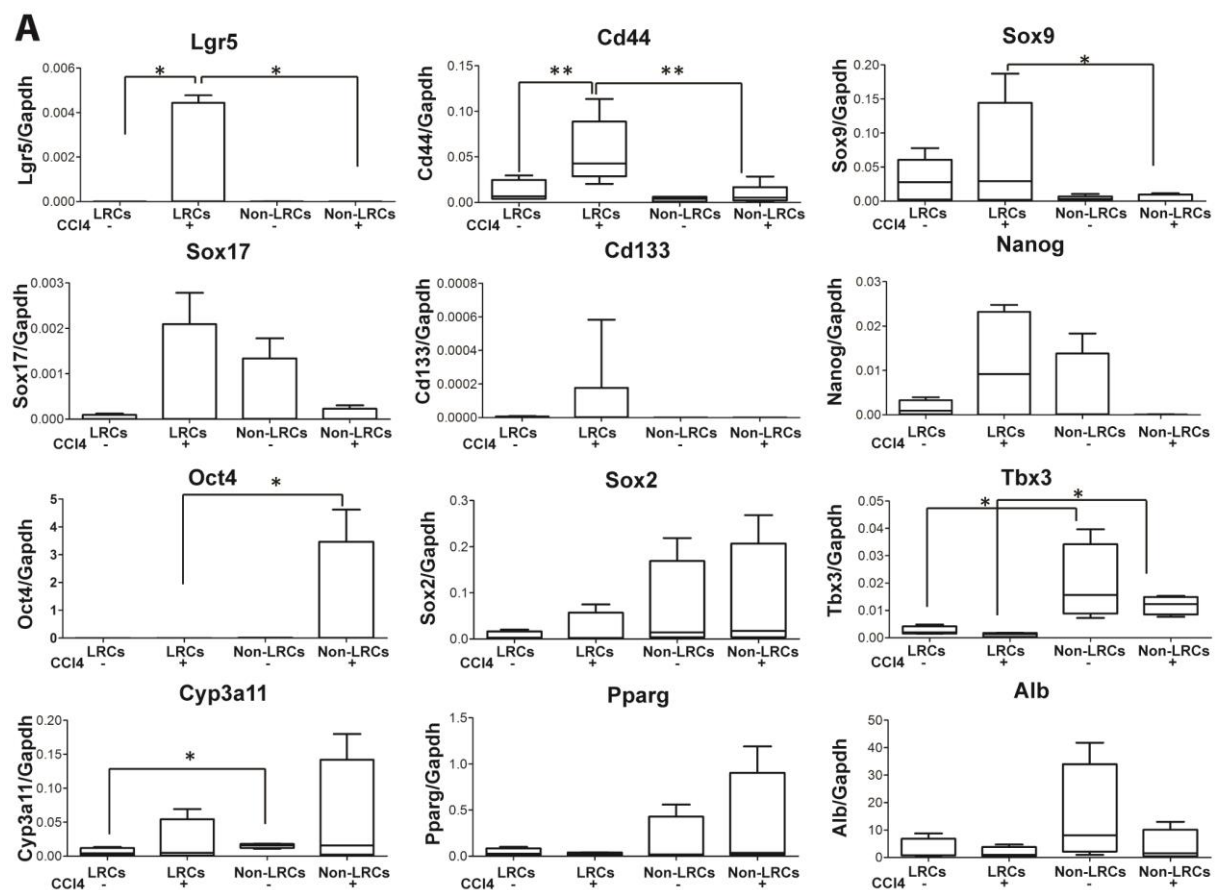 A
Lgr5
Lgr5/Gapdh
0.006
0.004
0.002
0.000
* *
LRCs LRCs Non-LRCs Non-LRCs
CCl4 - + - +
Cd44
Cd44/Gapdh
0.15
0.10
0.05
0.00
** **
LRCs LRCs Non-LRCs Non-LRCs
CCl4 - + - +
Sox9
Sox9/Gapdh
0.20
0.15
0.10
0.05
0.00
*
LRCs LRCs Non-LRCs Non-LRCs
CCl4 - + - +
Sox17
Sox17/Gapdh
0.003
0.002
0.001
0.000
LRCs LRCs Non-LRCs Non-LRCs
CCl4 - + - +
Cd133
Cd133/Gapdh
0.0008
0.0006
0.0004
0.0002
0.0000
LRCs LRCs Non-LRCs Non-LRCs
CCl4 - + - +
Nanog
Nanog/Gapdh
0.03
0.02
0.01
0.00
LRCs LRCs Non-LRCs Non-LRCs
CCl4 - + - +
Oct4
Oct4/Gapdh
5
4
3
2
1
0
*
LRCs LRCs Non-LRCs Non-LRCs
CCl4 - + - +
Sox2
Sox2/Gapdh
0.3
0.2
0.1
0.0
LRCs LRCs Non-LRCs Non-LRCs
CCl4 - + - +
Tbx3
Tbx3/Gapdh
0.05
0.04
0.03
0.02
0.01
0.00
* *
LRCs LRCs Non-LRCs Non-LRCs
CCl4 - + - +
Cyp3a11
Cyp3a11/Gapdh
0.20
0.15
0.10
0.05
0.00
*
LRCs LRCs Non-LRCs Non-LRCs
CCl4 - + - +
Pparg
Pparg/Gapdh
1.5
1.0
0.5
0.0
LRCs LRCs Non-LRCs Non-LRCs
CCl4 - + - +
Alb
Alb/Gapdh
50
40
30
20
10
0
LRCs LRCs Non-LRCs Non-LRCs
CCl4 - + - +